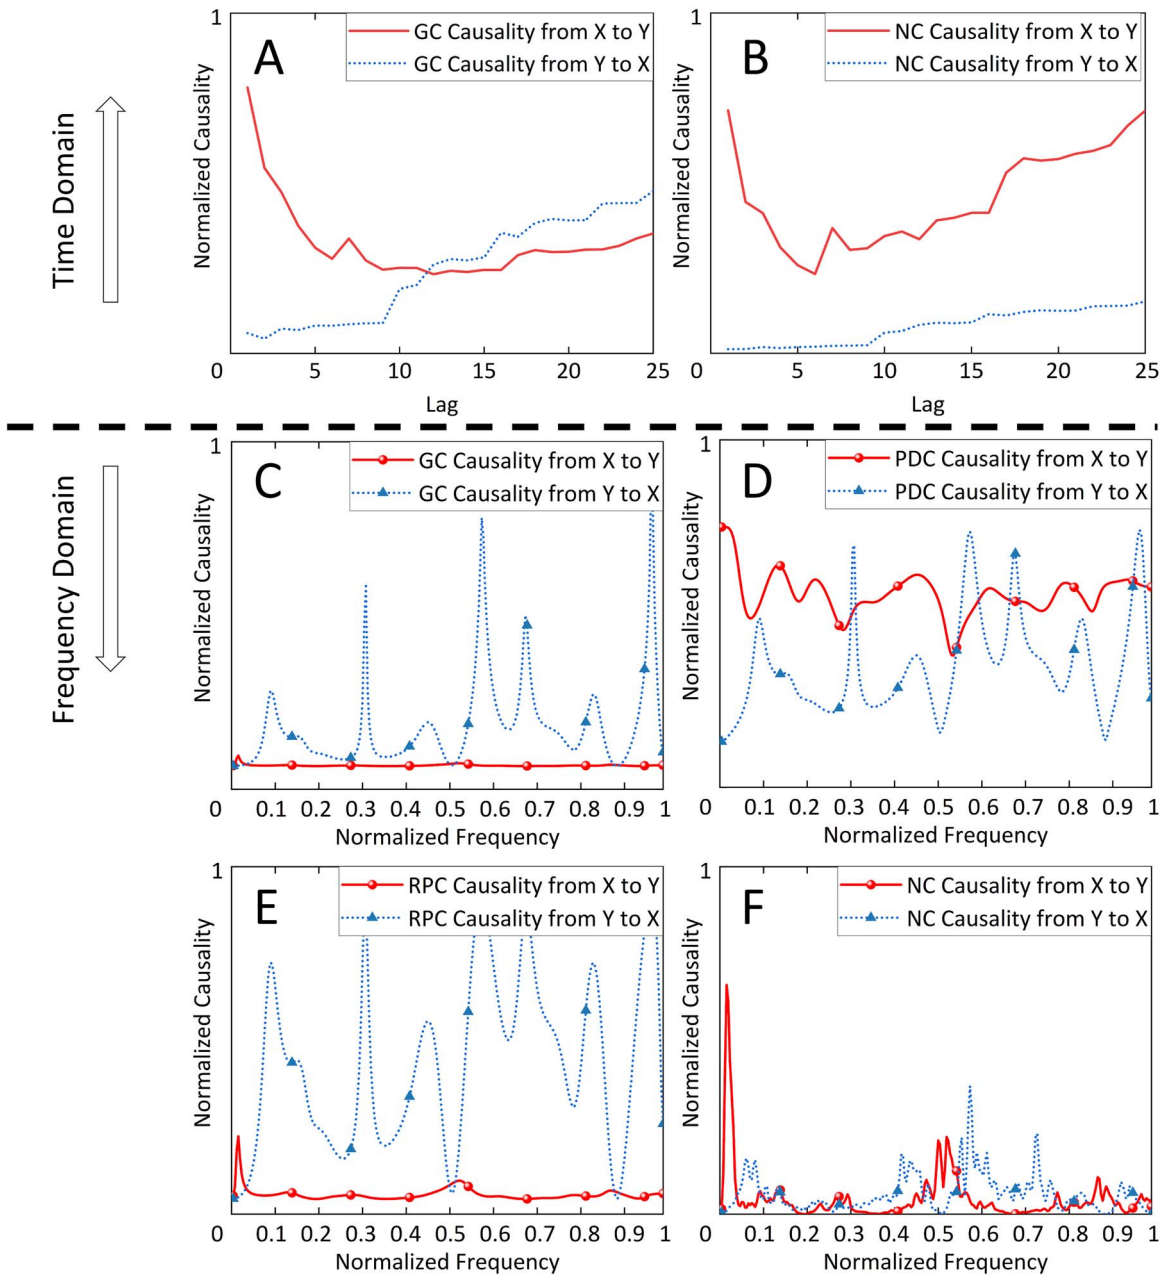 Time Domain
Frequency Domain
A
1
GC Causality from X to Y
GC Causality from Y to X
Normalized Causality
0 5 10 15 20 25
Lag
B
1
NC Causality from X to Y
NC Causality from Y to X
Normalized Causality
0 5 10 15 20 25
Lag
C
1
GC Causality from X to Y
GC Causality from Y to X
Normalized Causality
0 0.1 0.2 0.3 0.4 0.5 0.6 0.7 0.8 0.9 1
Normalized Frequency
D
1
PDC Causality from X to Y
PDC Causality from Y to X
Normalized Causality
0 0.1 0.2 0.3 0.4 0.5 0.6 0.7 0.8 0.9 1
Normalized Frequency
E
1
RPC Causality from X to Y
RPC Causality from Y to X
Normalized Causality
0 0.1 0.2 0.3 0.4 0.5 0.6 0.7 0.8 0.9 1
Normalized Frequency
F
1
NC Causality from X to Y
NC Causality from Y to X
Normalized Causality
0 0.1 0.2 0.3 0.4 0.5 0.6 0.7 0.8 0.9 1
Normalized Frequency